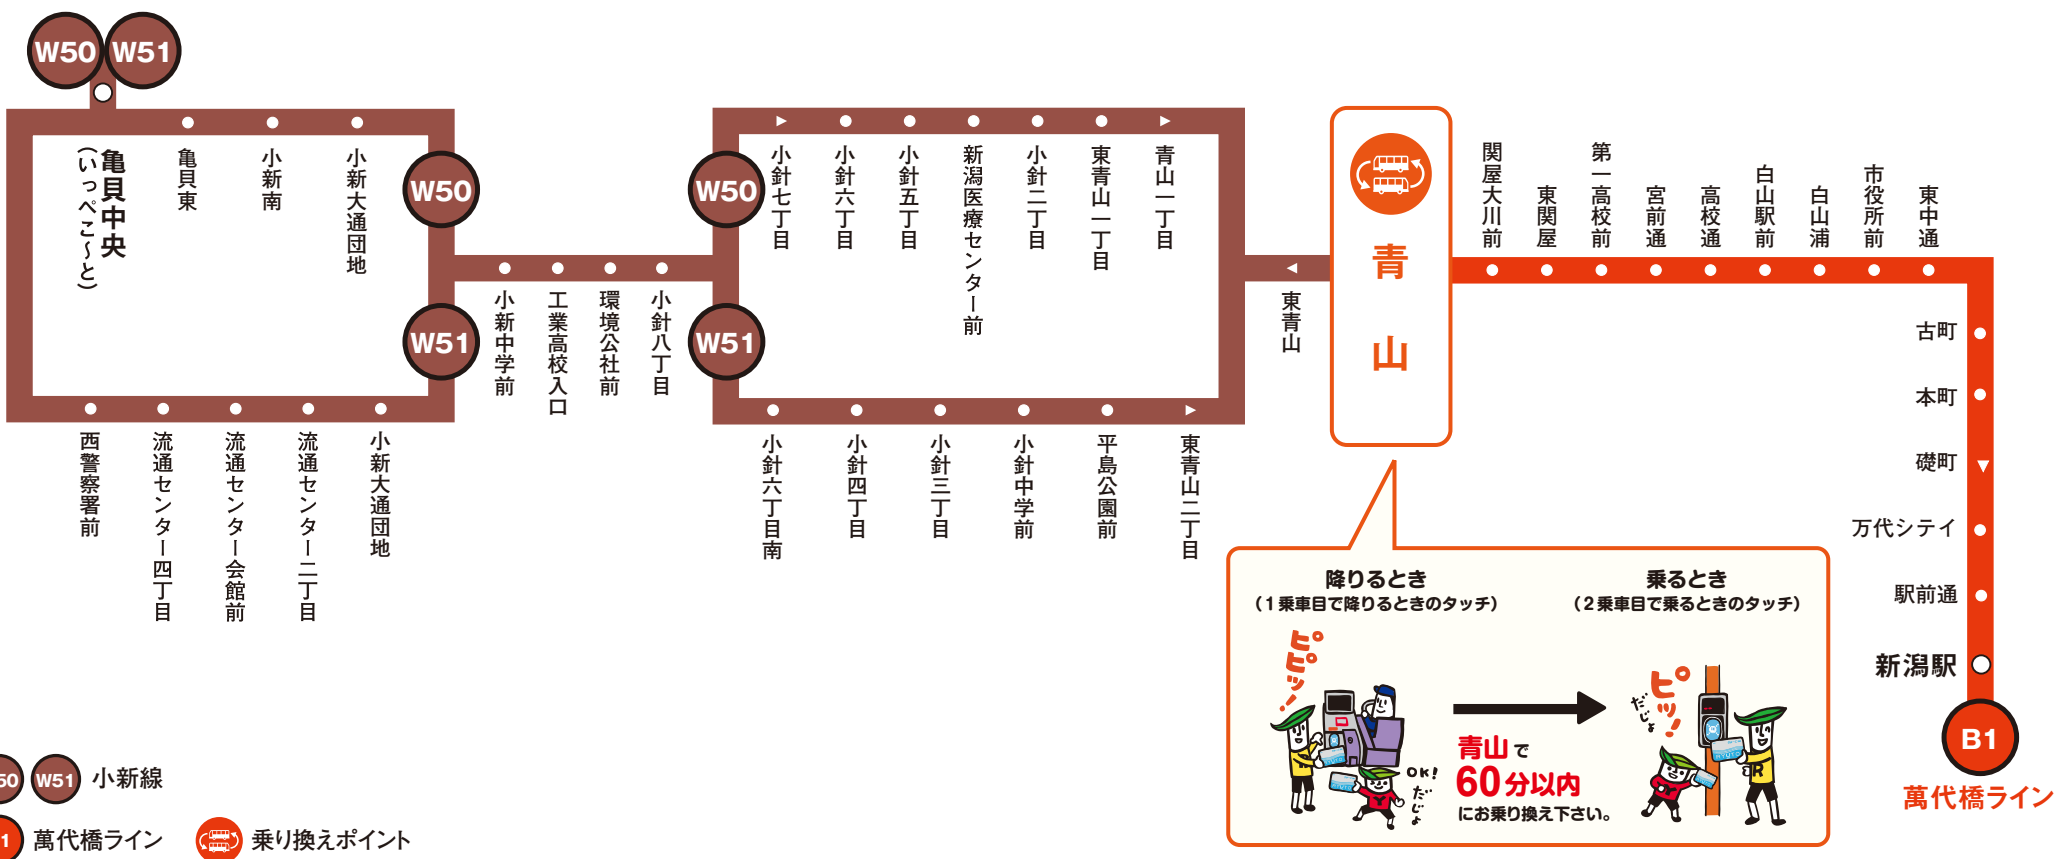 W50 W51
亀貝中央
（いっぺこ～と）
亀貝東
小新南
小新大通団地
W50
W51
西警察署前
流通センター四丁目
流通センター会館前
流通センター二丁目
小新大通団地
小新中学前
工業高校入口
環境公社前
小針八丁目
W50
W51
小針七丁目
小針六丁目
小針五丁目
新潟医療センター前
小針二丁目
東青山一丁目
青山一丁目
小針六丁目南
小針四丁目
小針三丁目
小針中学前
平島公園前
東青山二丁目
東青山
青山
関屋大川前
東関屋
第一高校前
宮前通
高校通
白山駅前
白山浦
市役所前
東中通
古町
本町
礎町
万代シテイ
駅前通
新潟駅
B1
萬代橋ライン
降りるとき
（1乗車目で降りるときのタッチ）
ピピッ！
OK!
だじょ
青山で
60分以内
にお乗り換え下さい。
乗るとき
（2乗車目で乗るときのタッチ）
ピッ！
だじょ
50 W51 小新線
1 萬代橋ライン 乗り換えポイント